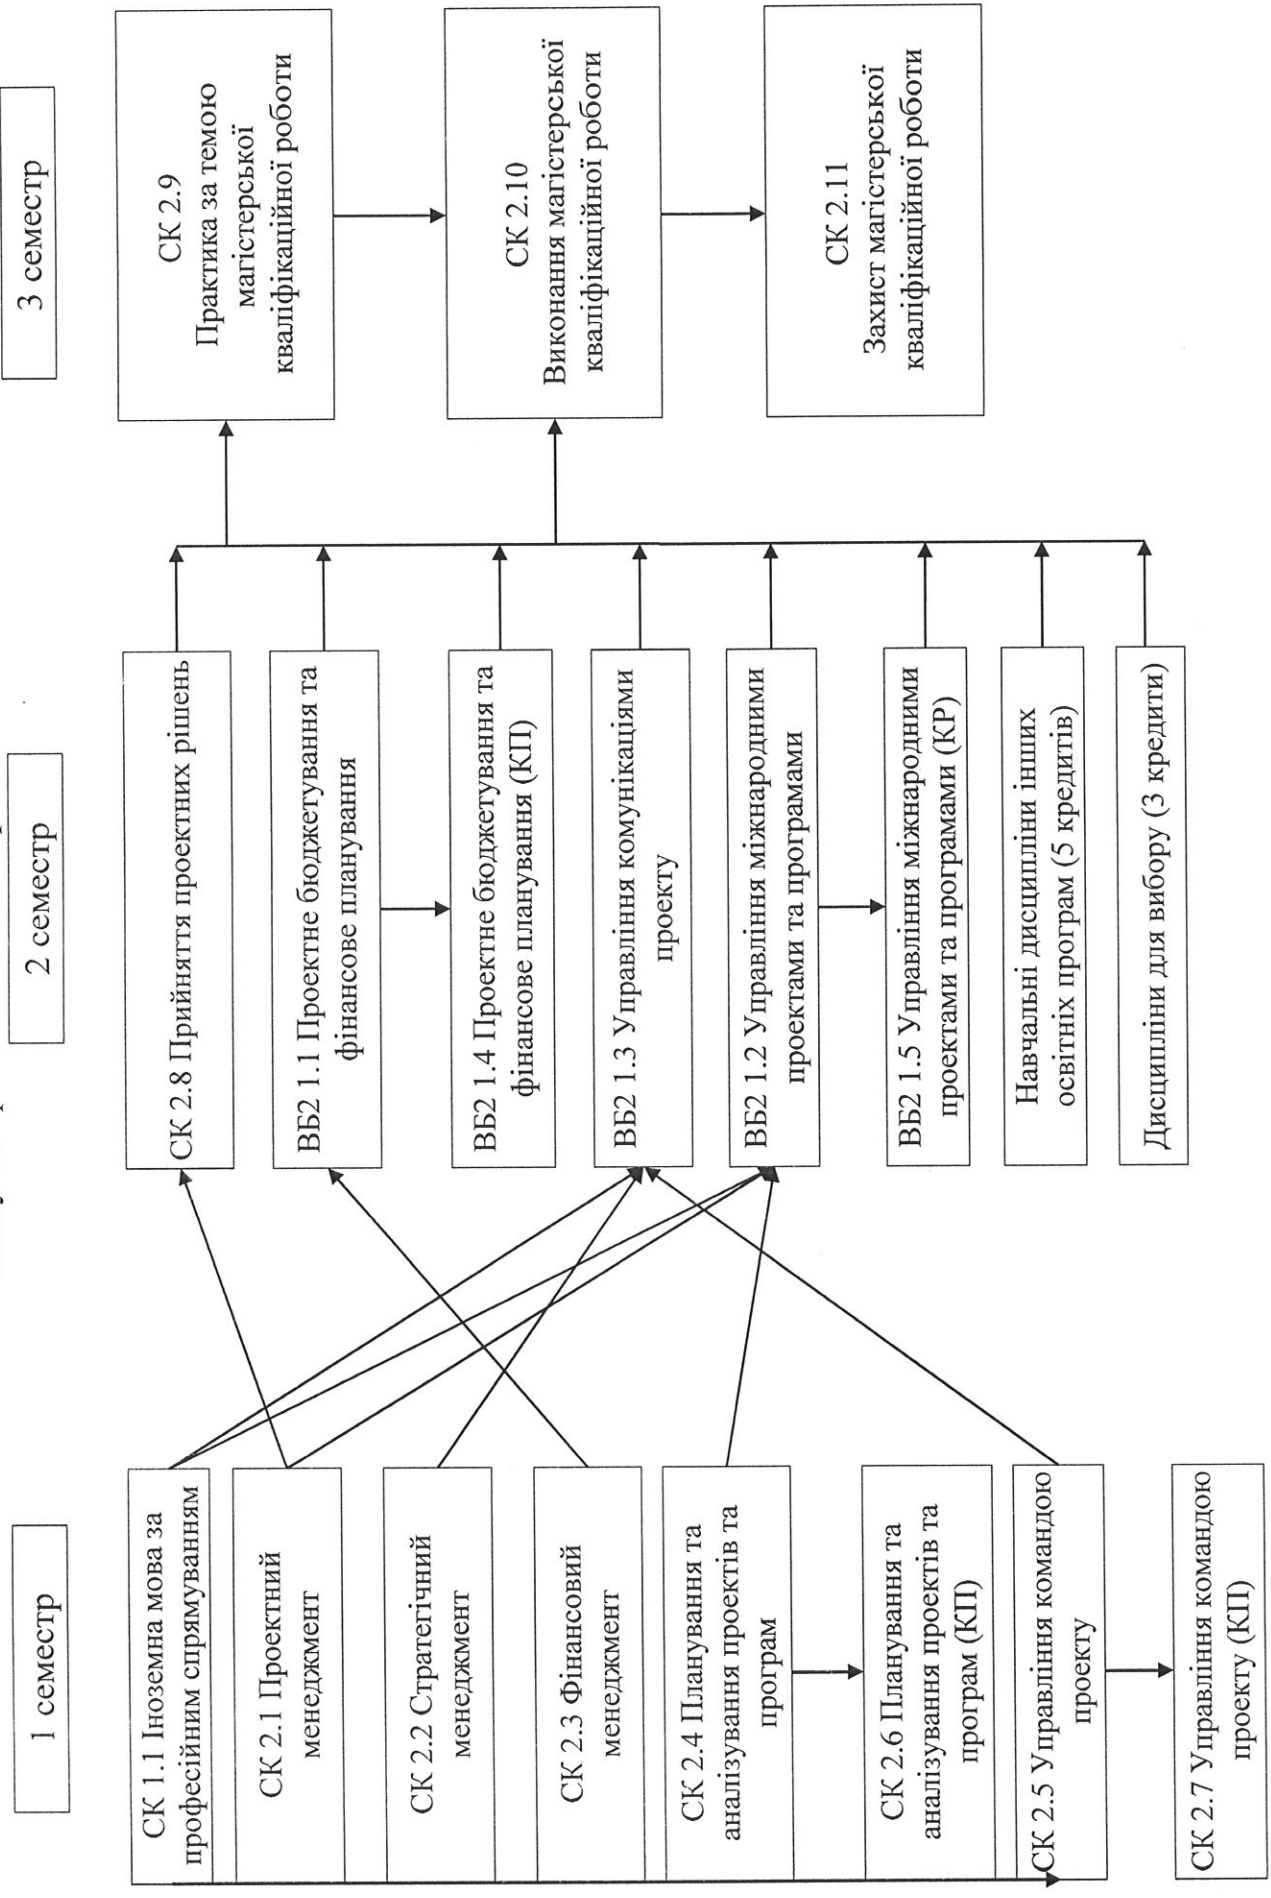 1 семестр
СК 1.1 Іноземна мова за
професійним спрямуванням
СК 2.1 Проектний
менеджмент
СК 2.2 Стратегічний
менеджмент
СК 2.3 Фінансовий
менеджмент
СК 2.4 Планування та
аналізування проектів та
програм
СК 2.6 Планування та
аналізування проектів та
програм (КП)
СК 2.5 Управління командою
проекту
СК 2.7 Управління командою
проекту (КП)
2 семестр
СК 2.8 Прийняття проектних рішень
ВБ2 1.1 Проектне бюджетування та
фінансове планування
ВБ2 1.4 Проектне бюджетування та
фінансове планування (КП)
ВБ2 1.3 Управління комунікаціями
проекту
ВБ2 1.2 Управління міжнародними
проектами та програмами
ВБ2 1.5 Управління міжнародними
проектами та програмами (КР)
Навчальні дисципліни інших
освітніх програм (5 кредитів)
Дисципліни для вибору (3 кредити)
3 семестр
СК 2.9
Практика за темою
магістерської
кваліфікаційної роботи
СК 2.10
Виконання магістерської
кваліфікаційної роботи
СК 2.11
Захист магістерської
кваліфікаційної роботи